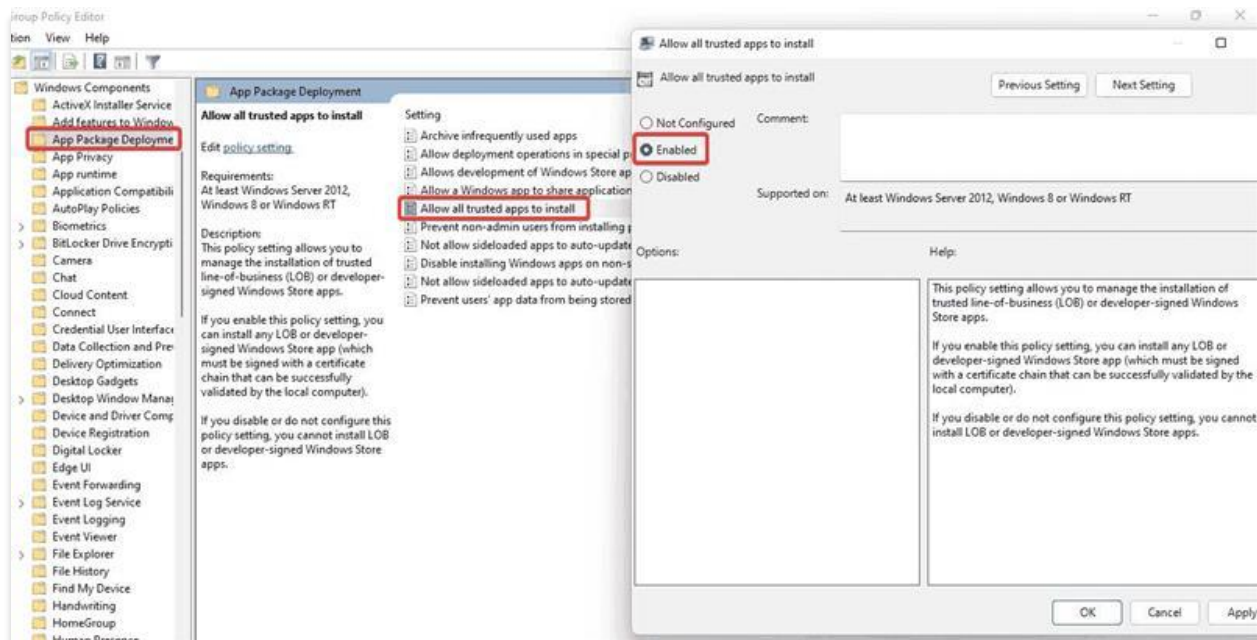 roup Policy Editor
tion View Help
Windows Components
ActiveX Installer Service
Add features to Window
App Package Deployme
App Privacy
App runtime
Application Compatibili
AutoPlay Policies
Biometrics
BitLocker Drive Encrypti
Camera
Chat
Cloud Content
Connect
Credential User Interface
Data Collection and Pre
Delivery Optimization
Desktop Gadgets
Desktop Window Manag
Device and Driver Comp
Device Registration
Digital Locker
Edge UI
Event Forwarding
Event Log Service
Event Logging
Event Viewer
File Explorer
File History
Find My Device
Handwriting
HomeGroup
Human Presence
App Package Deployment
Allow all trusted apps to install
Edit policy setting
Requirements:
At least Windows Server 2012,
Windows 8 or Windows RT
Description:
This policy setting allows you to
manage the installation of trusted
line-of-business (LOB) or developer-
signed Windows Store apps.
If you enable this policy setting, you
can install any LOB or developer-
signed Windows Store app (which
must be signed with a certificate
chain that can be successfully
validated by the local computer).
If you disable or do not configure this
policy setting, you cannot install LOB
or developer-signed Windows Store
apps.
Setting
Archive infrequently used apps
Allow deployment operations in special p
Allows development of Windows Store ap
Allow a Windows app to share application
Allow all trusted apps to install
Prevent non-admin users from installing p
Not allow sideloaded apps to auto-update
Disable installing Windows apps on non-s
Not allow sideloaded apps to auto-update
Prevent users' app data from being stored
Allow all trusted apps to install
Allow all trusted apps to install
Previous Setting Next Setting
Not Configured
Enabled
Disabled
Comment:
Supported on: At least Windows Server 2012, Windows 8 or Windows RT
Options:
Help:
This policy setting allows you to manage the installation of
trusted line-of-business (LOB) or developer-signed Windows
Store apps.
If you enable this policy setting, you can install any LOB or
developer-signed Windows Store app (which must be signed
with a certificate chain that can be successfully validated by the
local computer).
If you disable or do not configure this policy setting, you cannot
install LOB or developer-signed Windows Store apps.
OK Cancel Apply